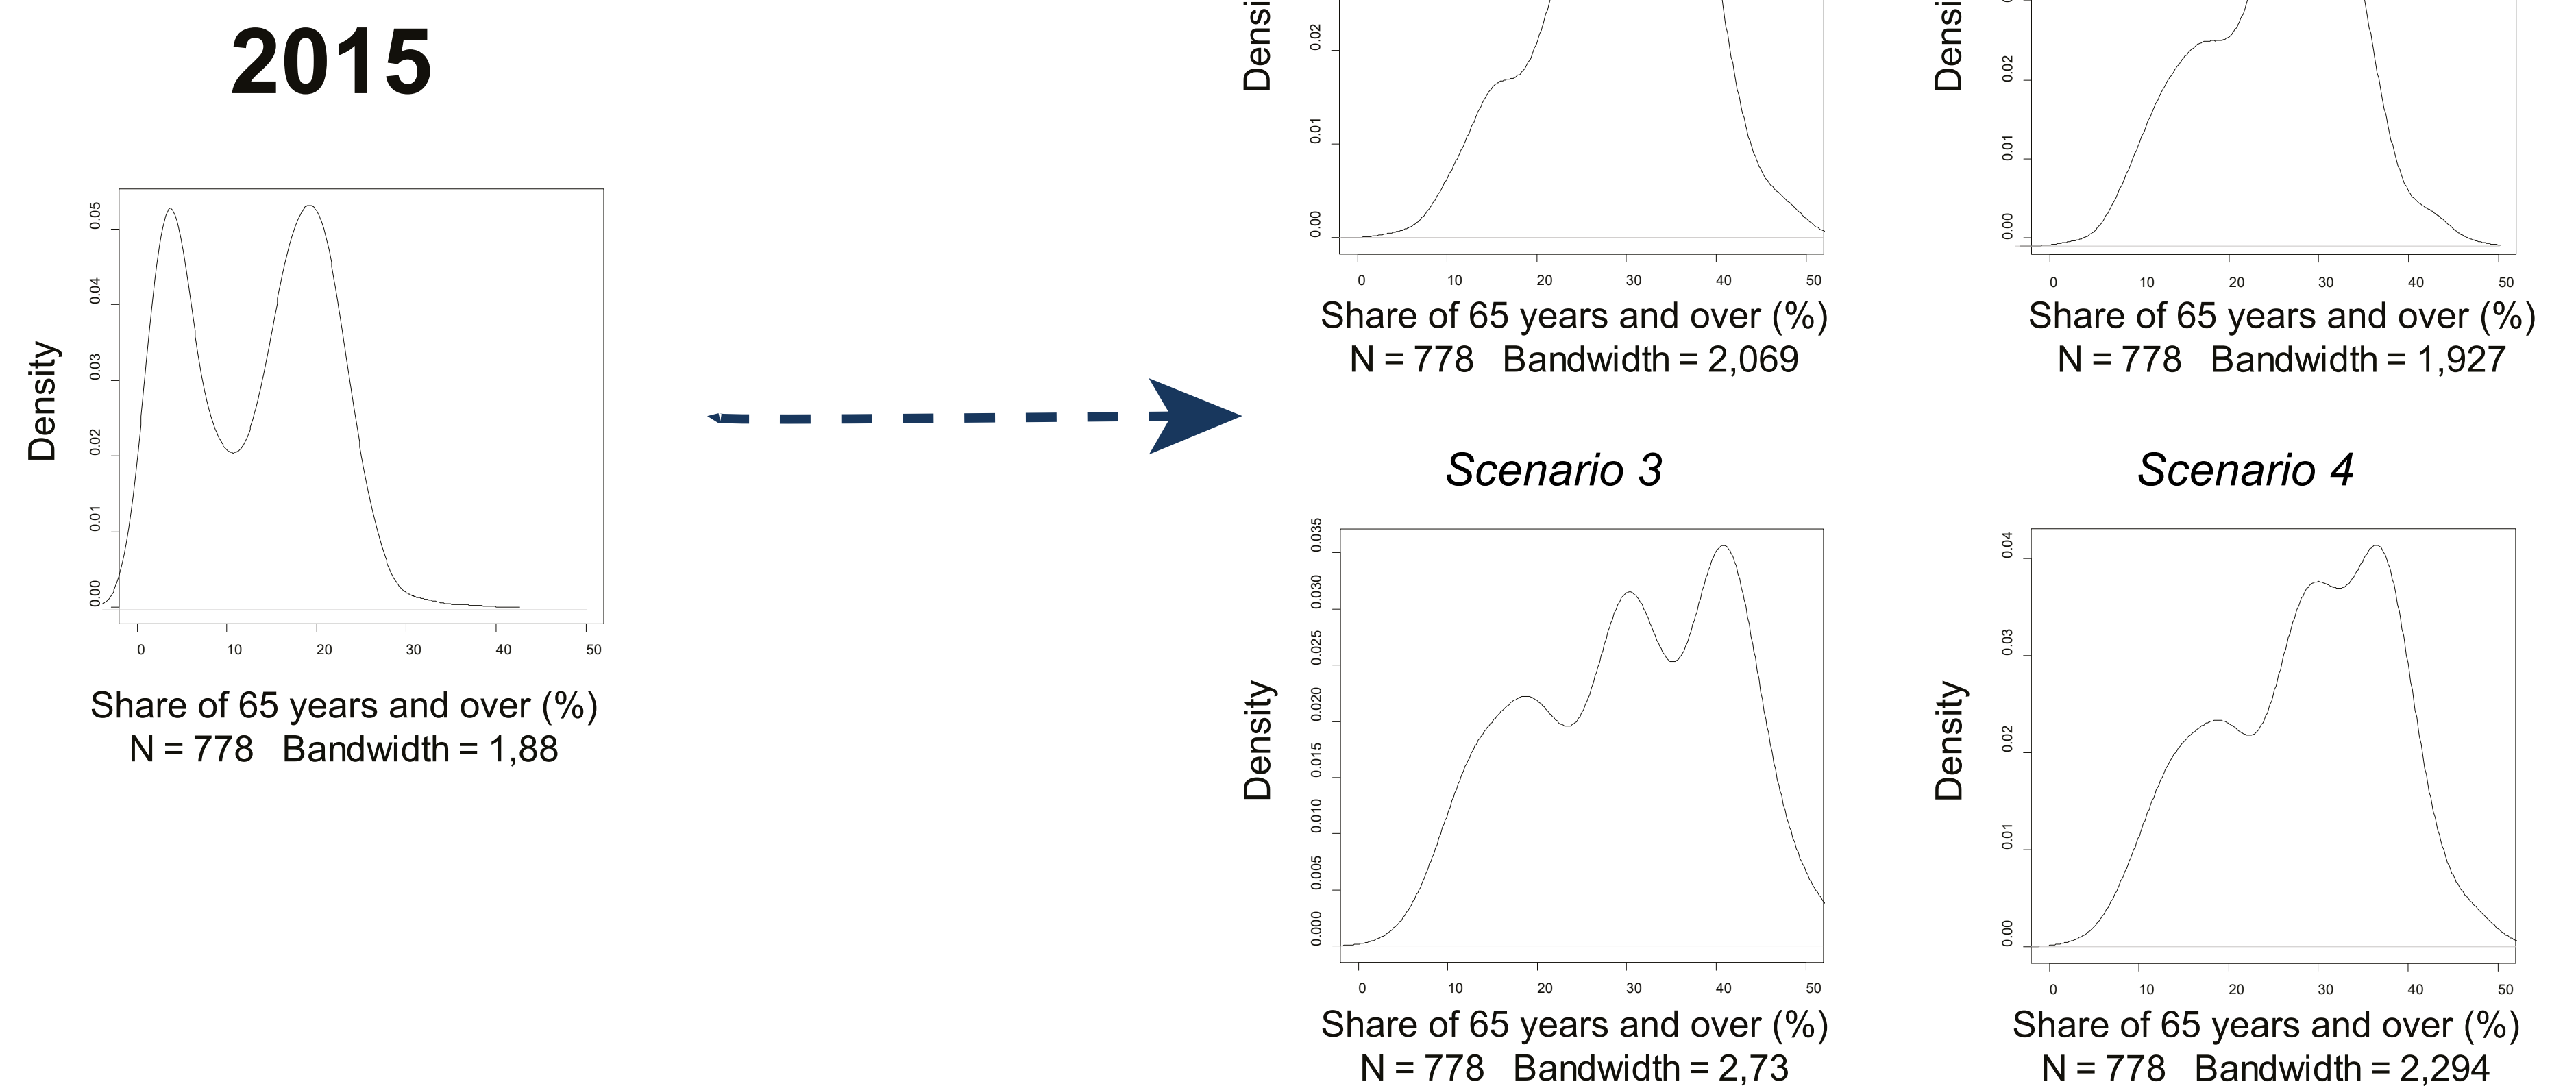 2015
Density
0.05
0.04
0.03
0.02
0.01
0.00
0 10 20 30 40 50
Share of 65 years and over (%)
N = 778 Bandwidth = 1,88
0.02
0.01
0.00
0 10 20 30 40 50
Share of 65 years and over (%)
N = 778 Bandwidth = 2,069
0.02
0.01
0.00
0 10 20 30 40 50
Share of 65 years and over (%)
N = 778 Bandwidth = 1,927
Scenario 3
Density
0.035
0.030
0.025
0.020
0.015
0.010
0.005
0.000
0 10 20 30 40 50
Share of 65 years and over (%)
N = 778 Bandwidth = 2,73
Scenario 4
Density
0.04
0.03
0.02
0.01
0.00
0 10 20 30 40 50
Share of 65 years and over (%)
N = 778 Bandwidth = 2,294